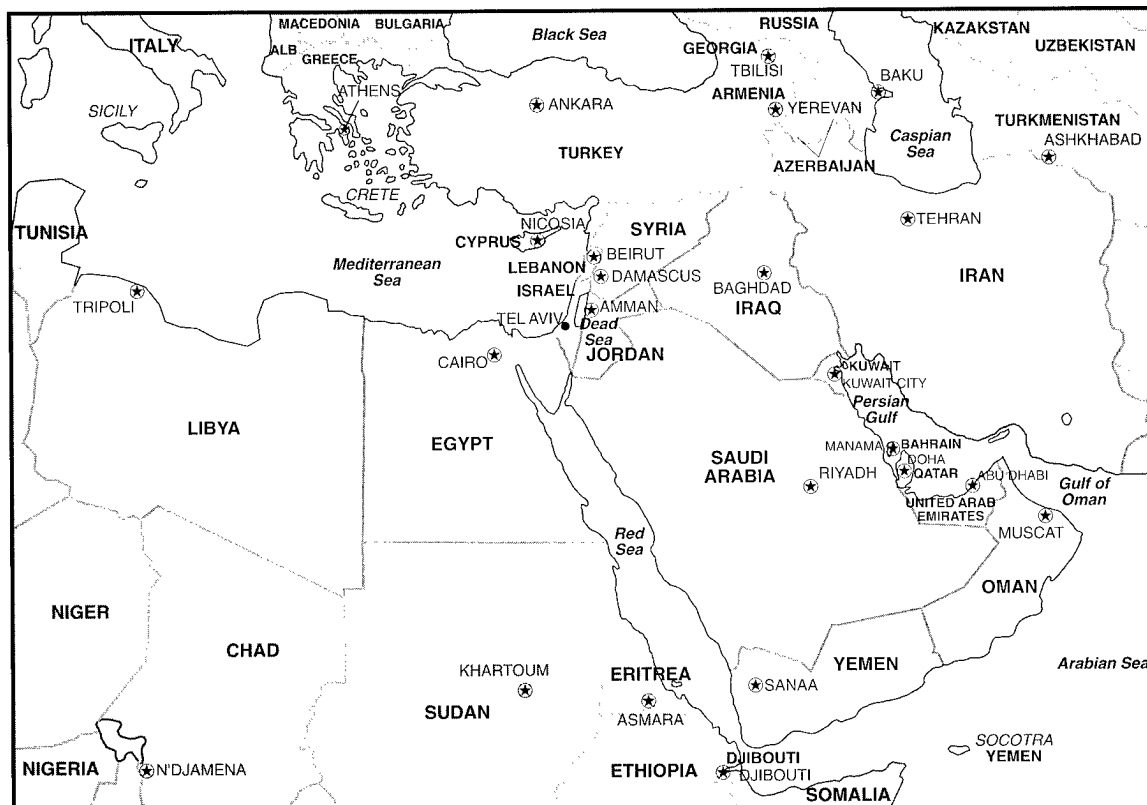 MACEDONIA
BULGARIA
RUSSIA
KAZAKSTAN
ITALY
Black Sea
GEORGIA
UZBEKISTAN
ALB
GREECE
TBILISI
BAKU
ATHENS
ANKARA
ARMENIA
SICILY
YEREVAN
TURKMENISTAN
Caspian
Sea
ASHKHABAD
TURKEY
AZERBAIJAN
CRETE
TEHRAN
NICOSIA
TUNISIA
CYPRUS
SYRIA
BEIRUT
Mediterranean
Sea
LEBANON
DAMASCUS
IRAN
ISRAEL
BAGHDAD
TRIPOLI
IRAQ
AMMAN
TEL AVIV
Dead
Sea
JORDAN
CAIRO
KUWAIT
KUWAIT CITY
Persian
Gulf
LIBYA
EGYPT
SAUDI
ARABIA
MANAMA
BAHRAIN
DOHA
QATAR
RIYADH
ABU DHABI
Gulf of
Oman
UNITED ARAB
EMIRATES
MUSCAT
Red
Sea
OMAN
NIGER
CHAD
YEMEN
Arabian Sea
KHARTOUM
ERITREA
SANAA
SUDAN
ASMARA
SOCOTRA
YEMEN
NIGERIA
N'DJAMENA
ETHIOPIA
DJIBOUTI
DJIBOUTI
SOMALIA